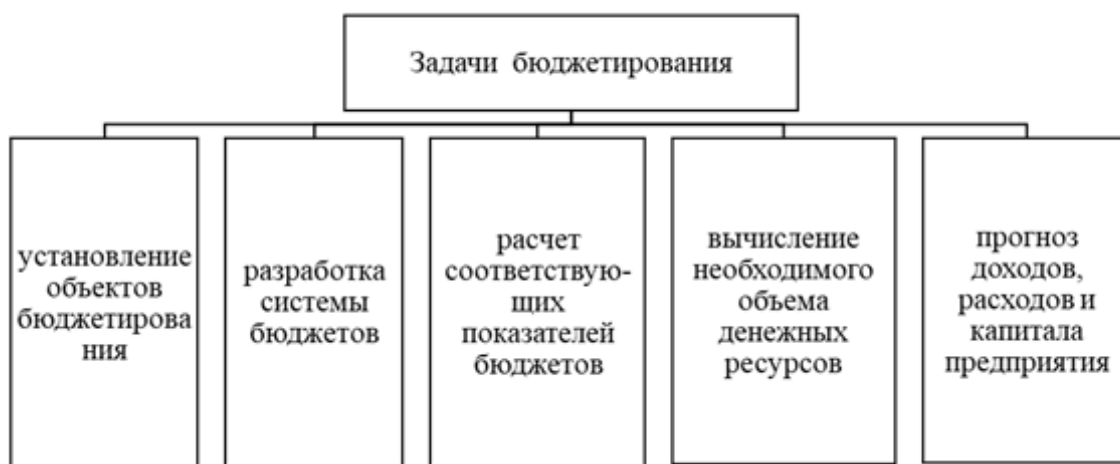 Задачи бюджетирования
установление
объектов
бюджетирова
ния
разработка
системы
бюджетов
расчет
соответствую-
щих
показателей
бюджетов
вычисление
необходимого
объема
денежных
ресурсов
прогноз
доходов,
расходов и
капитала
предприятия